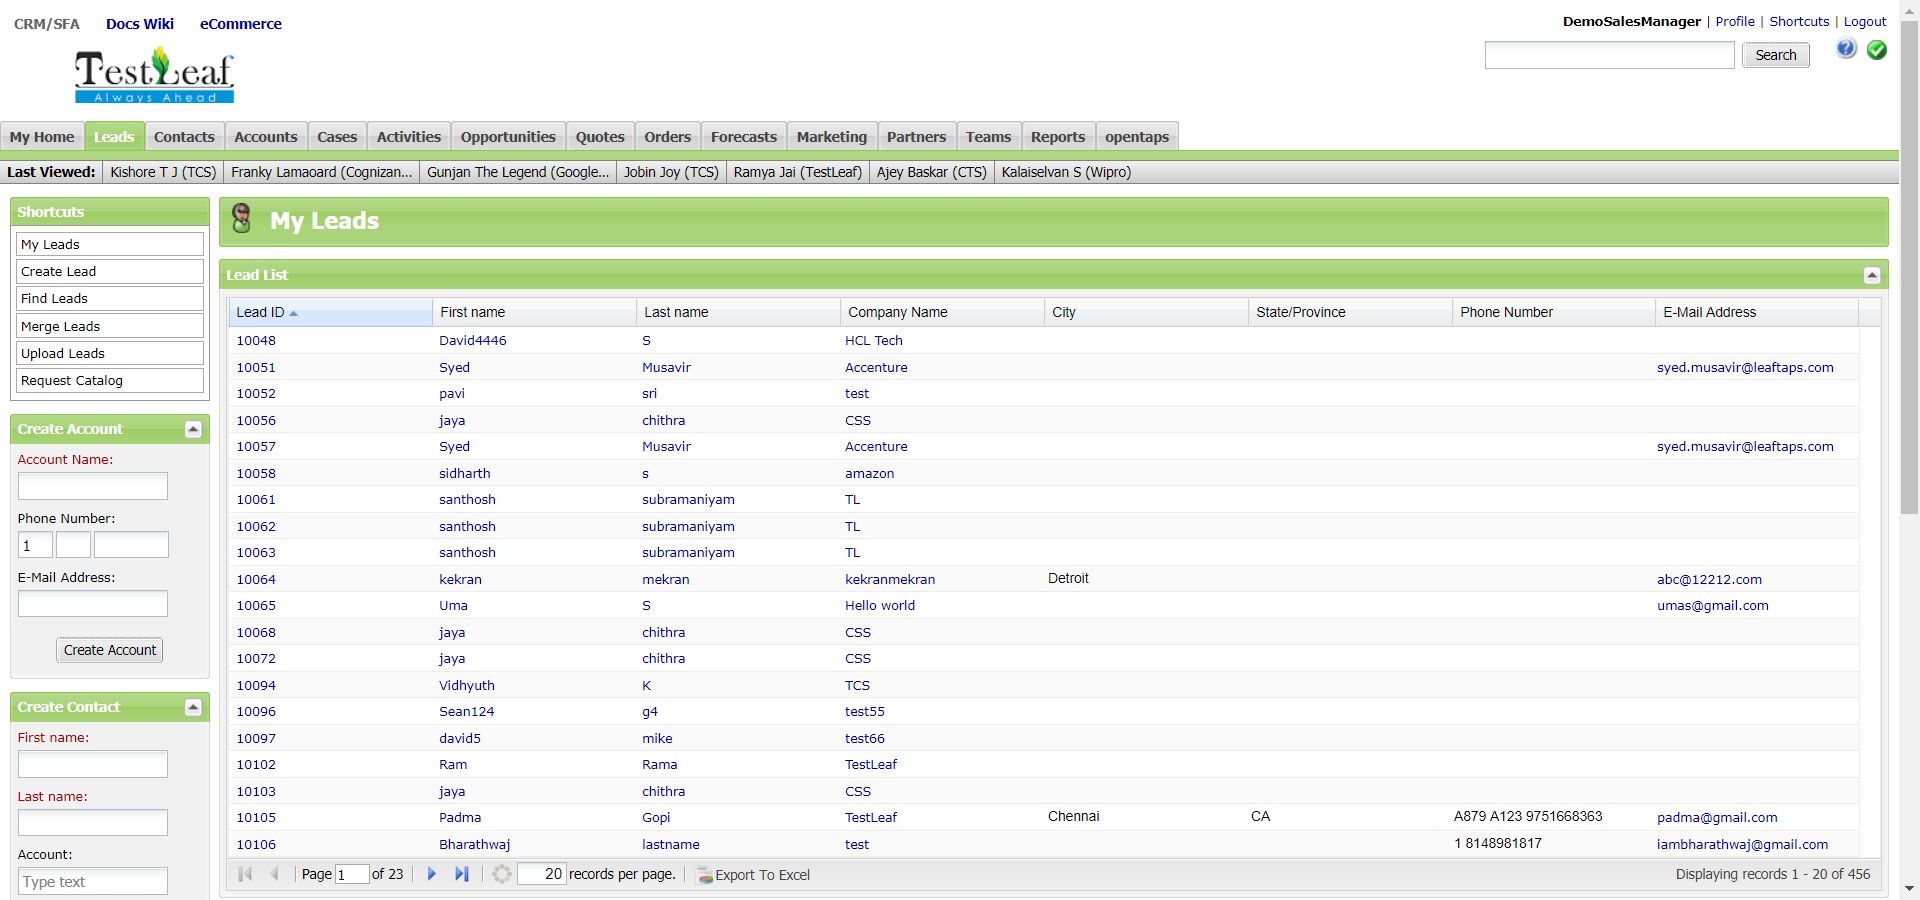 CRM/SFA Docs Wiki eCommerce
DemoSalesManager | Profile | Shortcuts | Logout
Search
TestLeaf
Always Ahead
My Home Leads Contacts Accounts Cases Activities Opportunities Quotes Orders Forecasts Marketing Partners Teams Reports opentaps
Last Viewed: Kishore T J (TCS) Franky Lamaoard (Cognizan... Gunjan The Legend (Google... Jobin Joy (TCS) Ramya Jai (TestLeaf) Ajey Baskar (CTS) Kalaiselvan S (Wipro)
Shortcuts
My Leads
Create Lead
Find Leads
Merge Leads
Upload Leads
Request Catalog
Create Account
Account Name:
Phone Number:
1
E-Mail Address:
Create Account
Create Contact
First name:
Last name:
Account:
Type text
My Leads
Lead List
Lead ID First name Last name Company Name City State/Province Phone Number E-Mail Address
10048 David4446 S HCL Tech
10051 Syed Musavir Accenture syed.musavir@leaftaps.com
10052 pavi sri test
10056 jaya chithra CSS
10057 Syed Musavir Accenture syed.musavir@leaftaps.com
10058 sidharth s amazon
10061 santhosh subramaniyam TL
10062 santhosh subramaniyam TL
10063 santhosh subramaniyam TL
10064 kekran mekran kekranmekran Detroit abc@12212.com
10065 Uma S Hello world umas@gmail.com
10068 jaya chithra CSS
10072 jaya chithra CSS
10094 Vidhyuth K TCS
10096 Sean124 g4 test55
10097 david5 mike test66
10102 Ram Rama TestLeaf
10103 jaya chithra CSS
10105 Padma Gopi TestLeaf Chennai CA A879 A123 9751668363 padma@gmail.com
10106 Bharathwaj lastname test 1 8148981817 iambharathwaj@gmail.com
Page 1 of 23 20 records per page. Export To Excel Displaying records 1 - 20 of 456